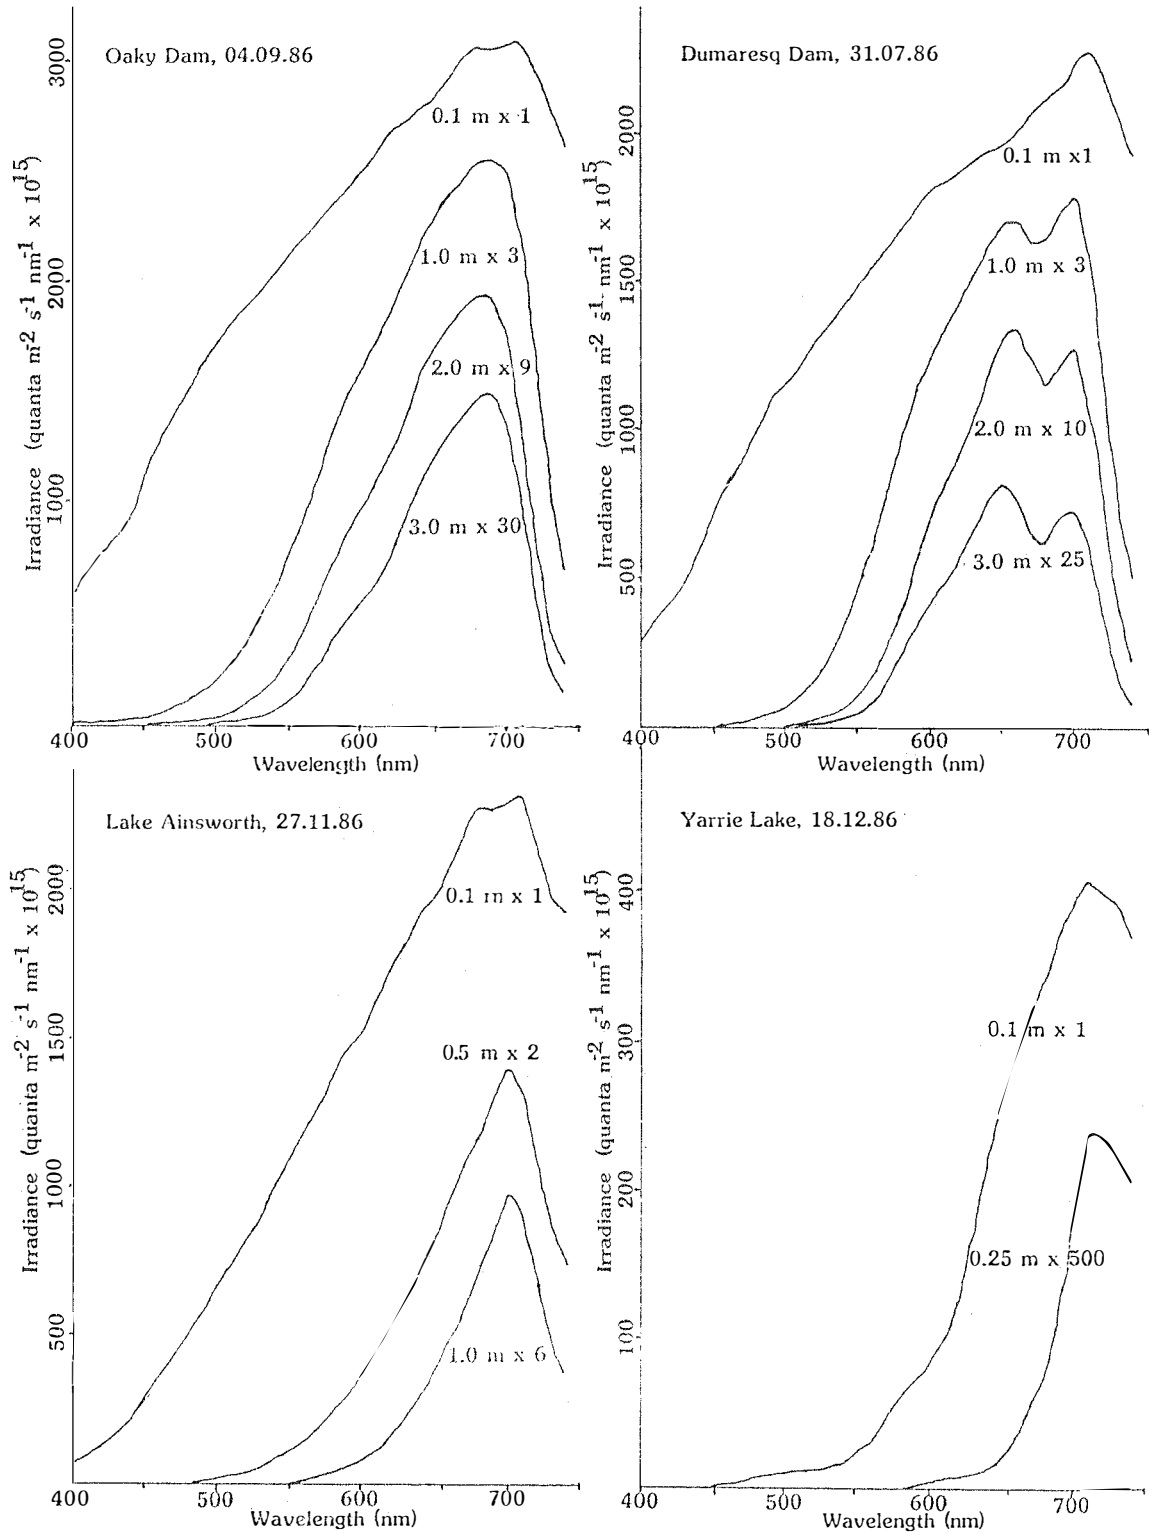 Oaky Dam, 04.09.86
Irradiance (quanta m-2 s-1 nm-1 x 10 15)
3000
2000
1000
0.1 m x 1
1.0 m x 3
2.0 m x 9
3.0 m x 30
400 500 600 700
Wavelength (nm)
Dumaresq Dam, 31.07.86
Irradiance (quanta m-2 s-1 nm-1 x 10 15)
2000
1500
1000
500
0.1 m x1
1.0 m x 3
2.0 m x 10
3.0 m x 25
400 500 600 700
Wavelength (nm)
Lake Ainsworth, 27.11.86
Irradiance (quanta m-2 s-1 nm-1 x 10 15)
2000
1500
1000
500
0.1 m x 1
0.5 m x 2
1.0 m x 6
400 500 600 700
Wavelength (nm)
Yarrie Lake, 18.12.86
Irradiance (quanta m-2 s-1 nm-1 x 10 15)
400
300
200
100
0.1 m x 1
0.25 m x 500
400 500 600 700
Wavelength (nm)